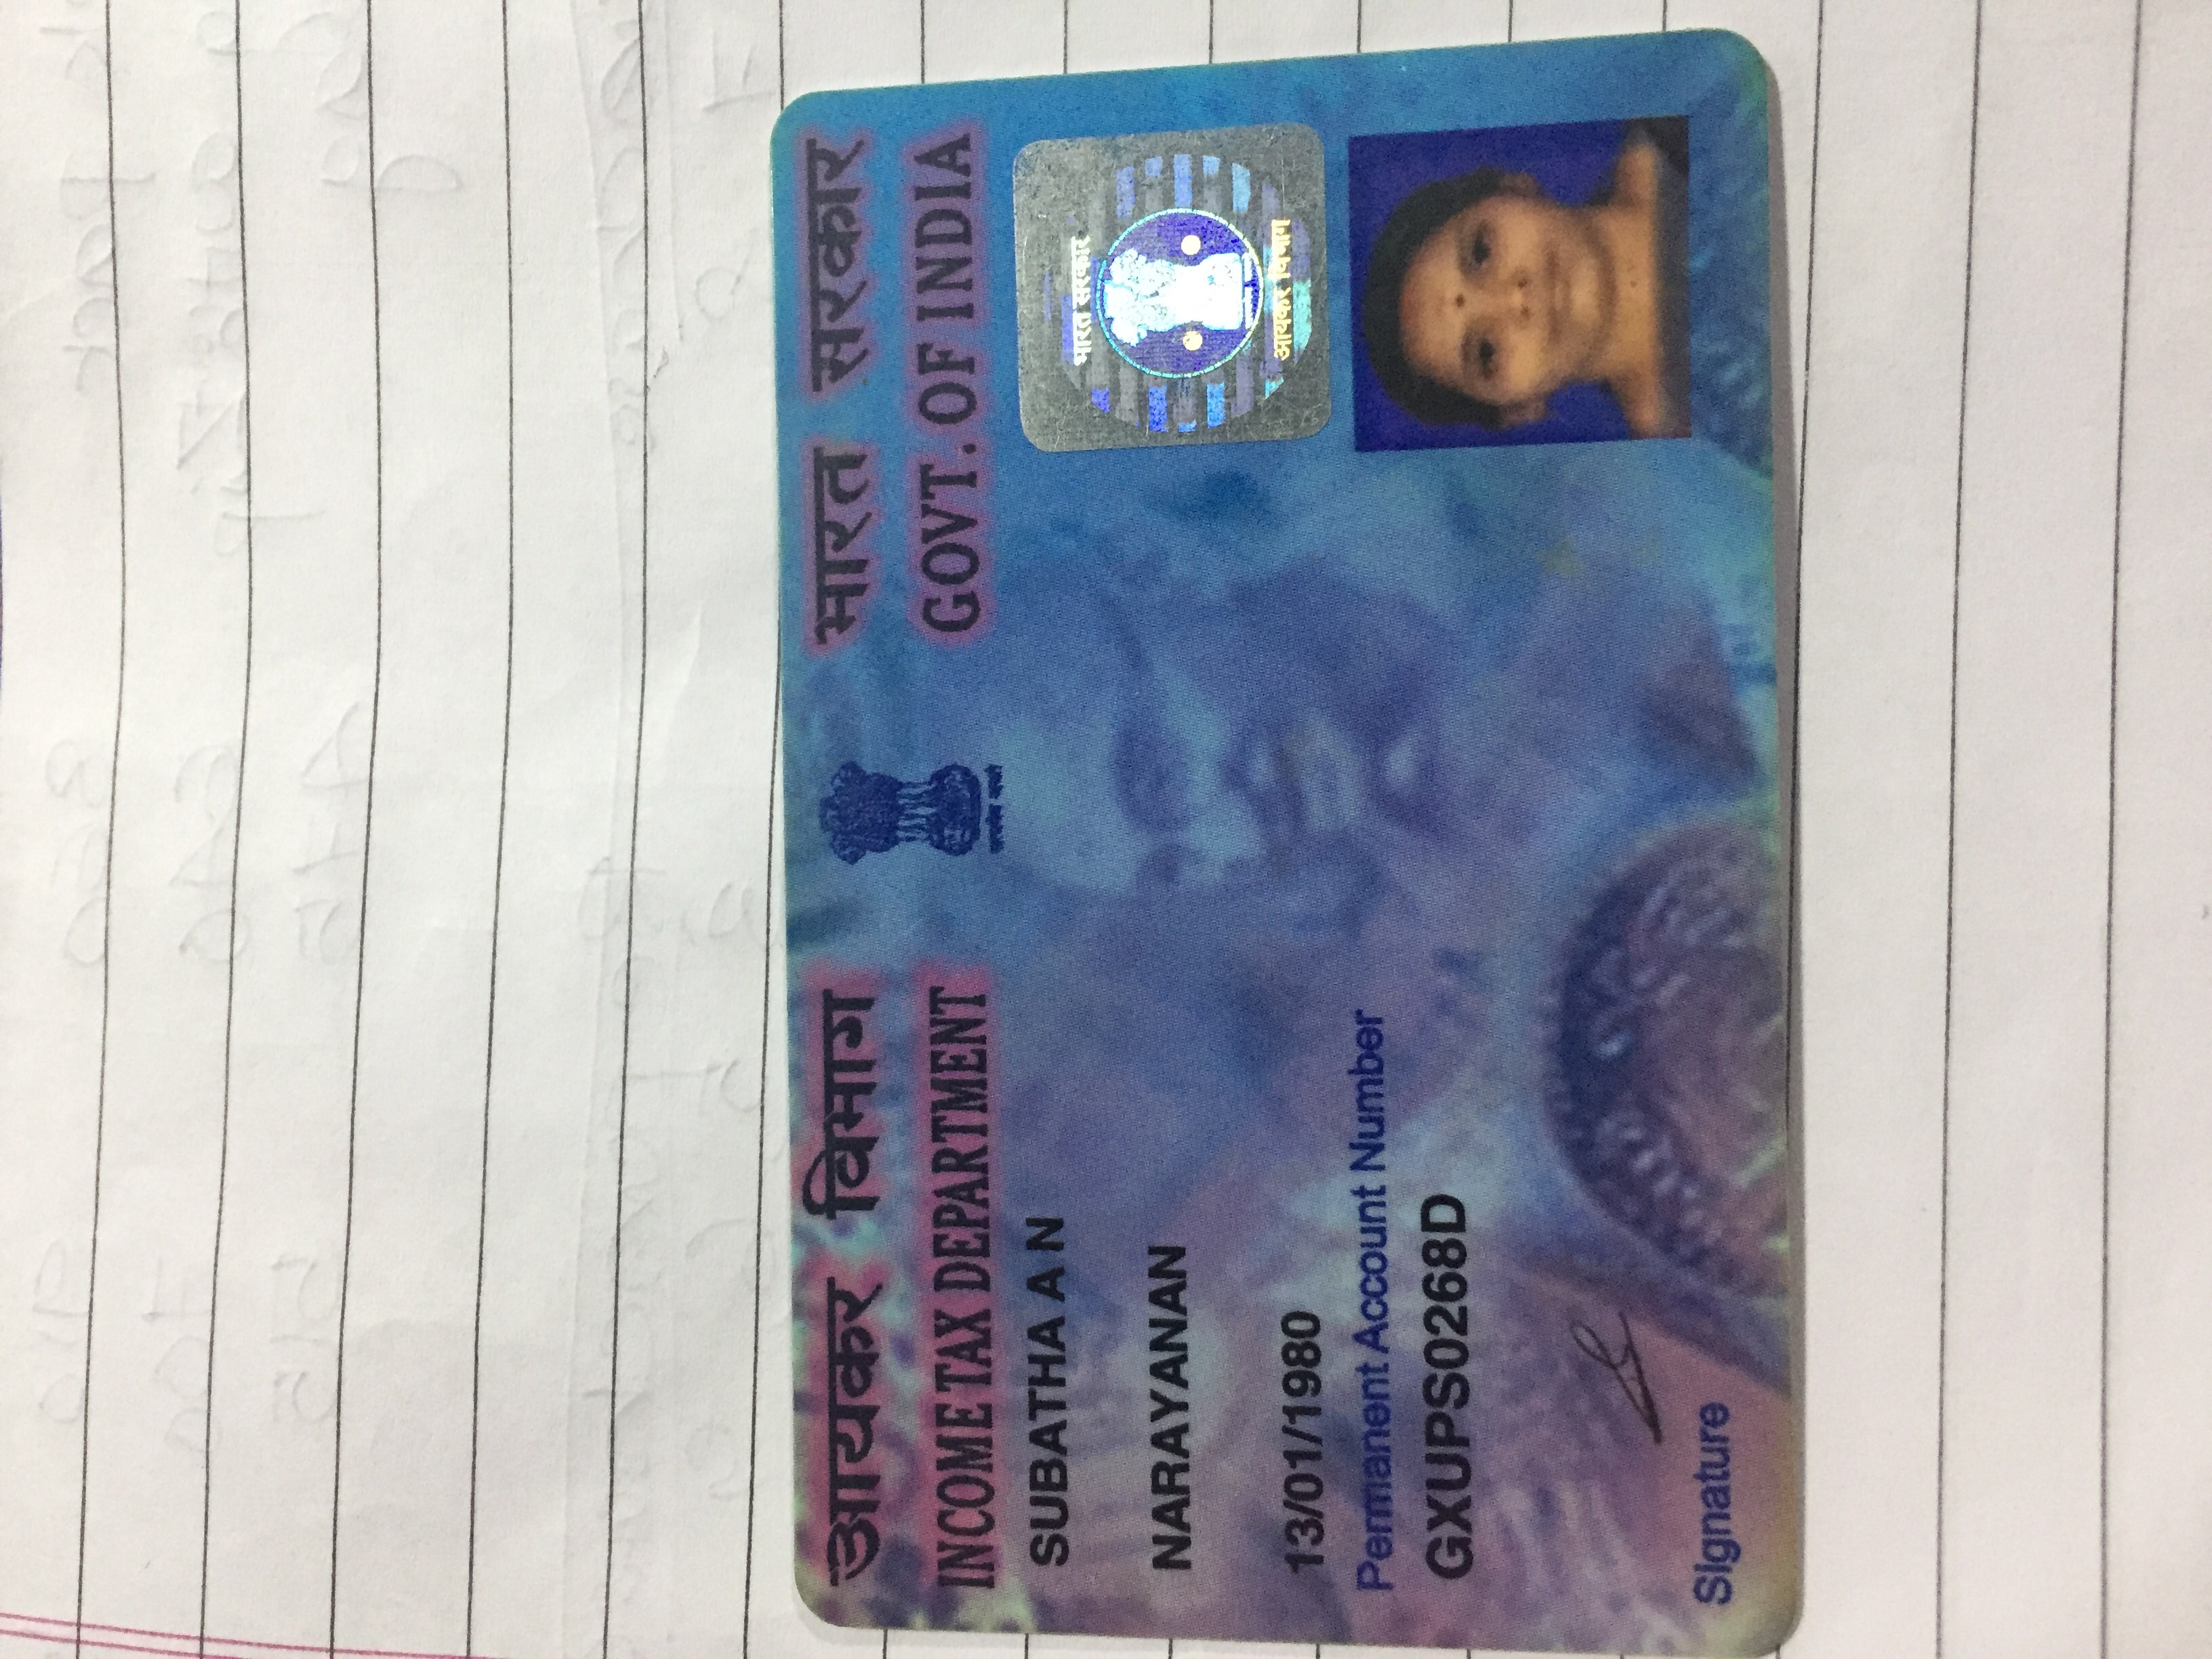 आयकर विभाग
INCOME TAX DEPARTMENT
भारत सरकार
GOVT. OF INDIA
सत्यमेव जयते
SUBATHA A N
NARAYANAN
13/01/1980
Permanent Account Number
GXUPS0268D
Signature
भारत सरकार
आयकर विभाग